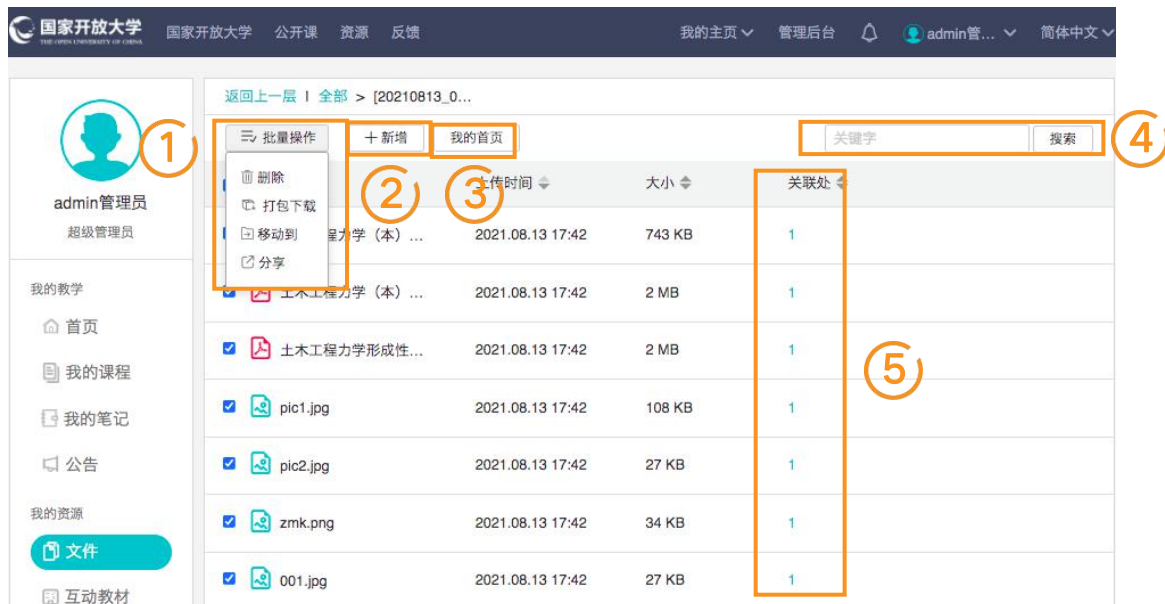 国家开放大学 THE OPEN UNIVERSITY OF CHINA 国家开放大学 公开课 资源 反馈 我的主页 管理后台 admin管... 简体中文
返回上一层 | 全部 > [20210813_0...
① 批量操作 +新增 我的首页 关键字 搜索 ④
删除
打包下载
移动到
分享
② ③
上传时间 大小 关联处
admin管理员
超级管理员
程力学（本）... 2021.08.13 17:42 743 KB 1
土木工程力学（本）... 2021.08.13 17:42 2 MB 1
土木工程力学形成性... 2021.08.13 17:42 2 MB 1
⑤
pic1.jpg 2021.08.13 17:42 108 KB 1
pic2.jpg 2021.08.13 17:42 27 KB 1
zmk.png 2021.08.13 17:42 34 KB 1
001.jpg 2021.08.13 17:42 27 KB 1
我的教学
首页
我的课程
我的笔记
公告
我的资源
文件
互动教材